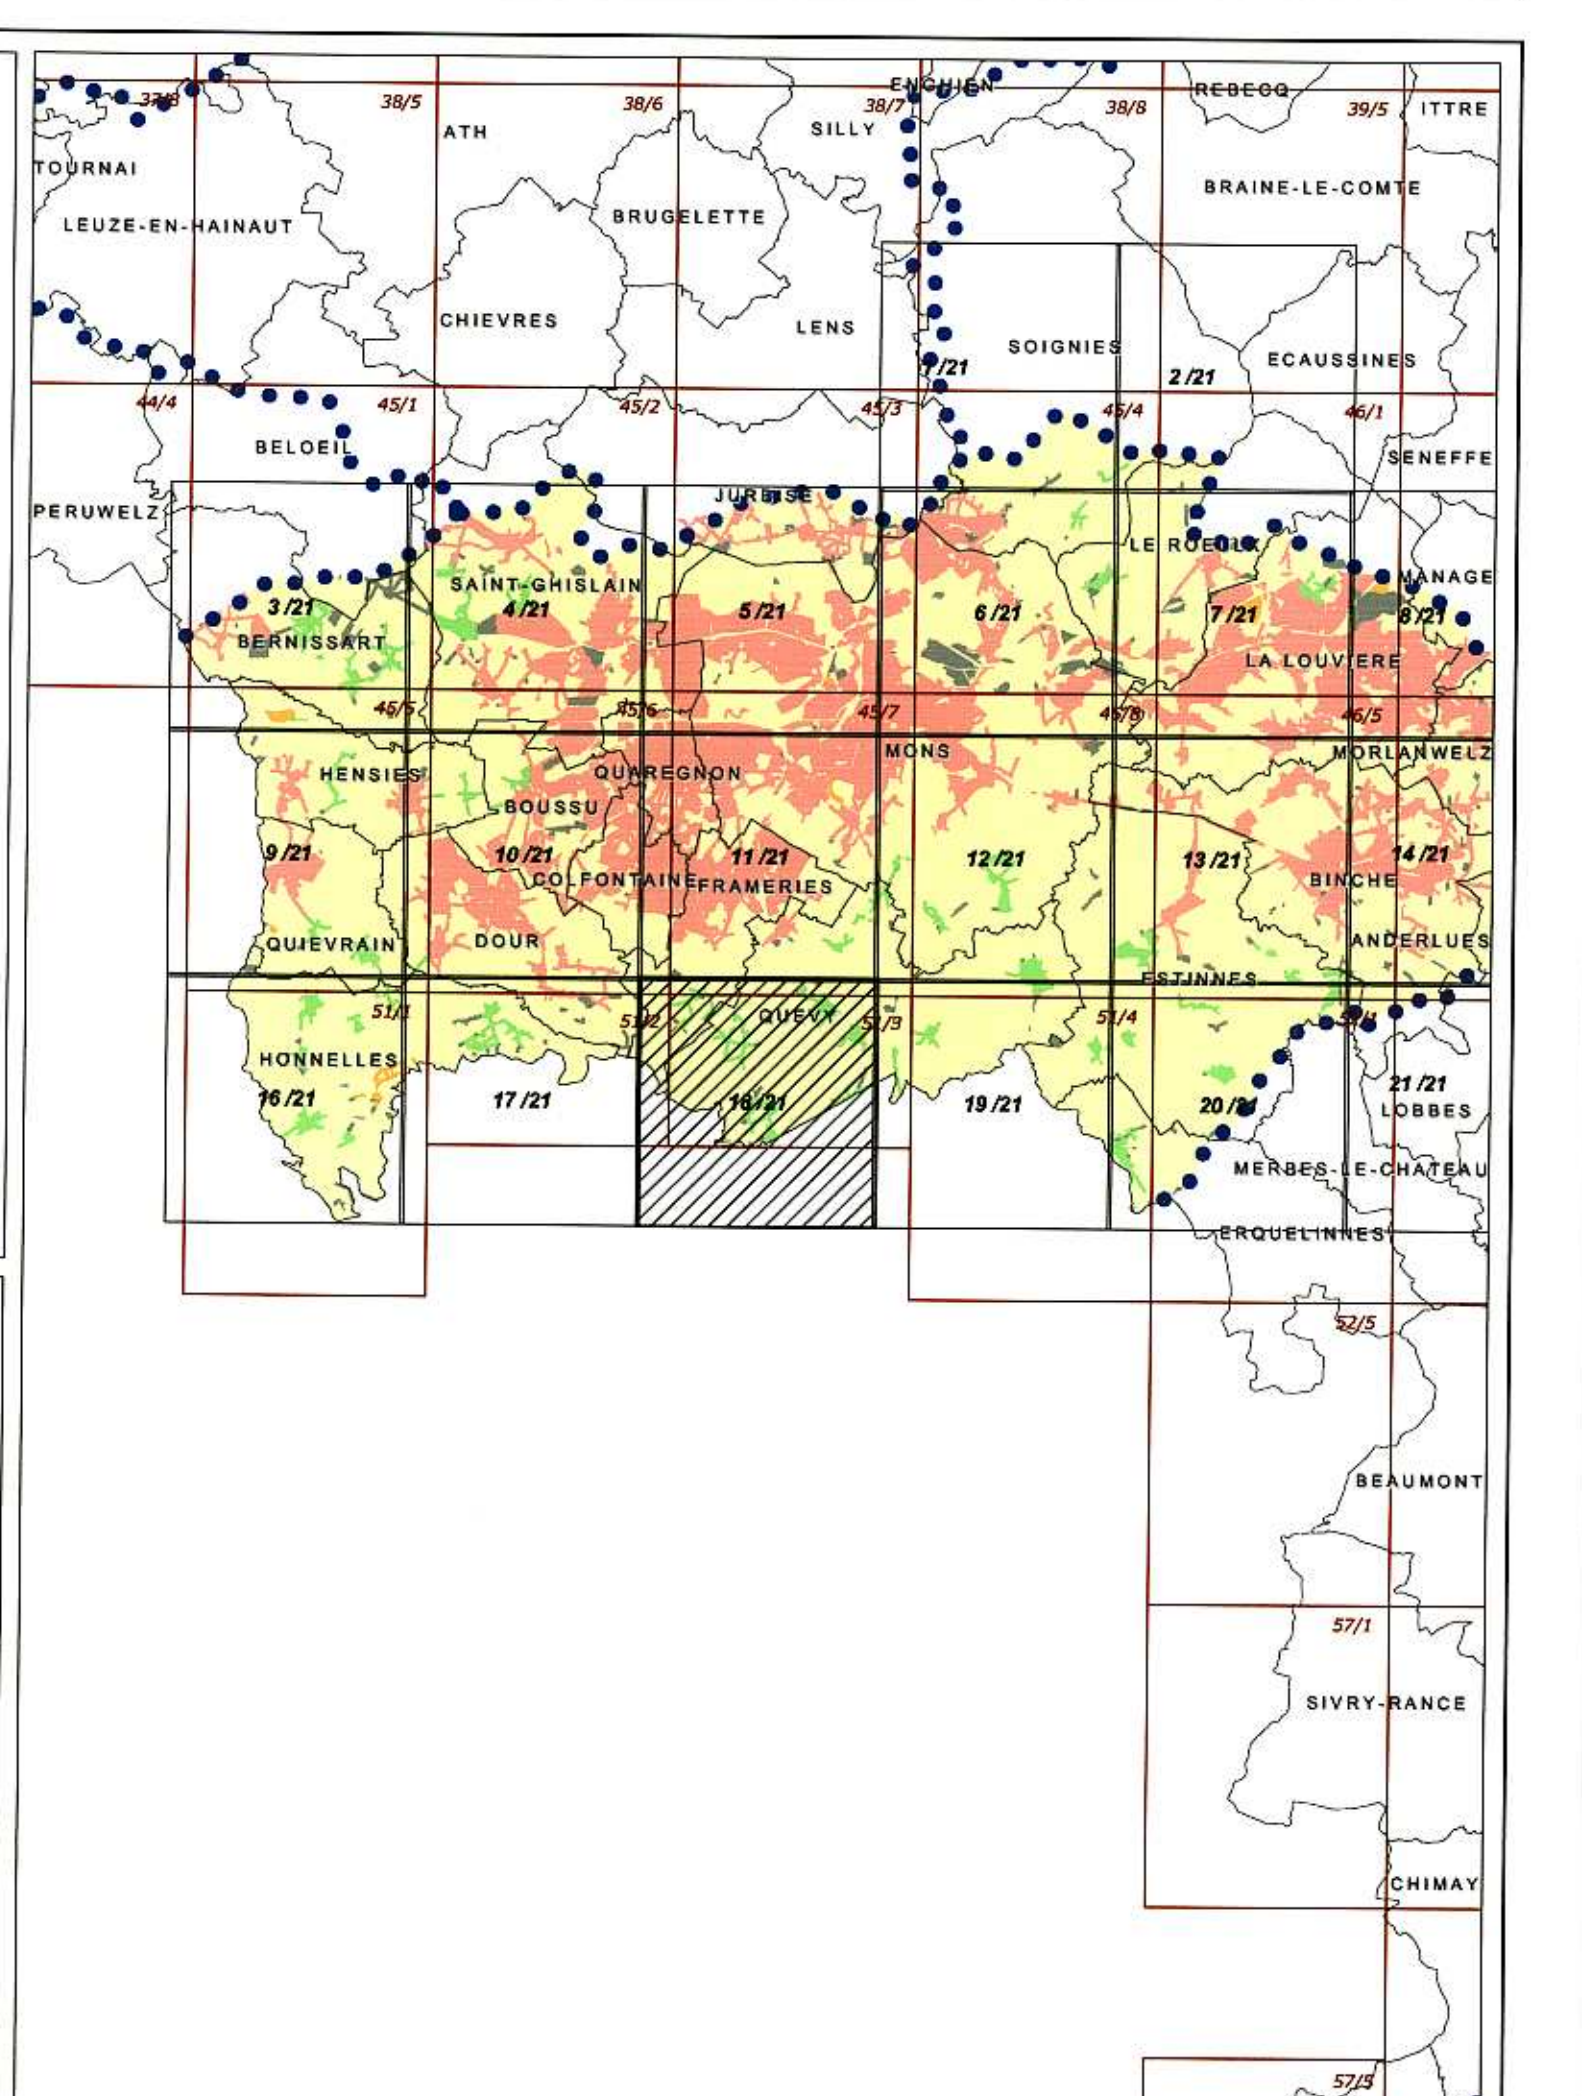 ENGHIEN
REBECQ
37/8
38/5
38/6
38/7
38/8
39/5
ITTRE
ATH
SILLY
TOURNAI
BRAINE-LE-COMTE
LEUZE-EN-HAINAUT
BRUGELETTE
CHIEVRES
LENS
SOIGNIES
ECAUSSINES
1/21
2/21
44/4
45/1
45/2
45/3
45/4
46/1
BELOEIL
SENEFFE
PERUWELZ
JURBISE
LE ROEULX
SAINT-GHISLAIN
MANAGE
3/21
4/21
5/21
6/21
7/21
8/21
BERNISSART
LA LOUVIERE
45/5
45/6
45/7
45/8
46/5
MONS
MORLANWELZ
HENSIES
QUAREGNON
BOUSSU
9/21
10/21
11/21
12/21
13/21
14/21
COLFONTAINE
FRAMERIES
BINCHE
QUIEVRAIN
DOUR
ANDERLUES
ESTINNES
51/1
51/2
QUEVY
51/3
51/4
HONNELLES
16/21
17/21
18/21
19/21
20/21
21/21
LOBBES
MERBES-LE-CHATEAU
ERQUELINNES
52/5
BEAUMONT
57/1
SIVRY-RANCE
CHIMAY
57/5